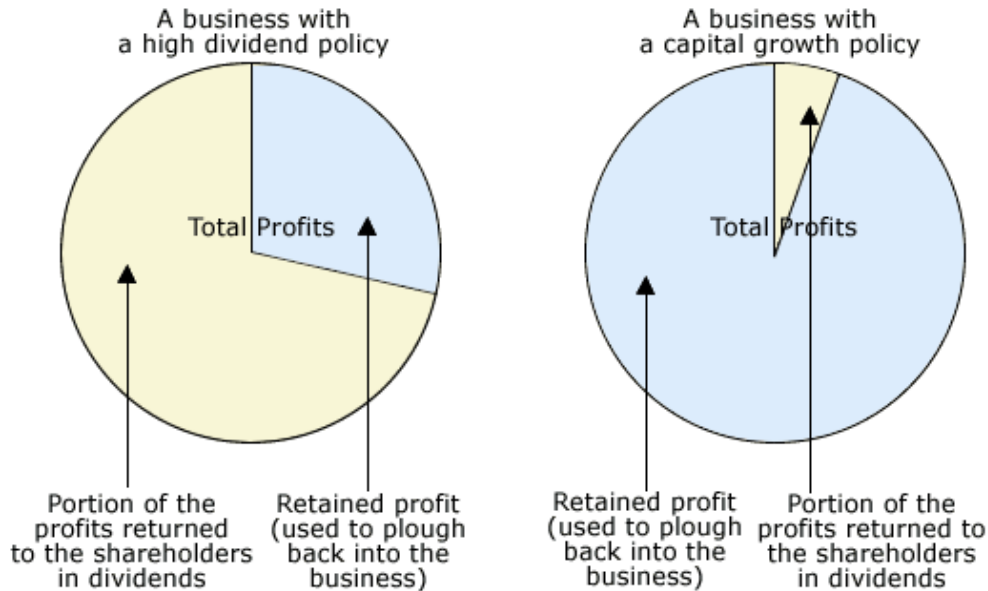 A business with
a high dividend policy
Total Profits
Portion of the
profits returned
to the shareholders
in dividends
Retained profit
(used to plough
back into the
business)
A business with
a capital growth policy
Total Profits
Retained profit
(used to plough
back into the
business)
Portion of the
profits returned to
the shareholders
in dividends